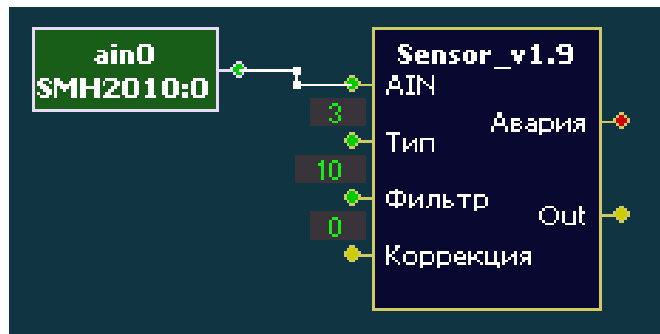 ain0
SMH2010:0
Sensor_v1.9
AIN
3
Авария
Тип
10
Фильтр
Out
0
Коррекция